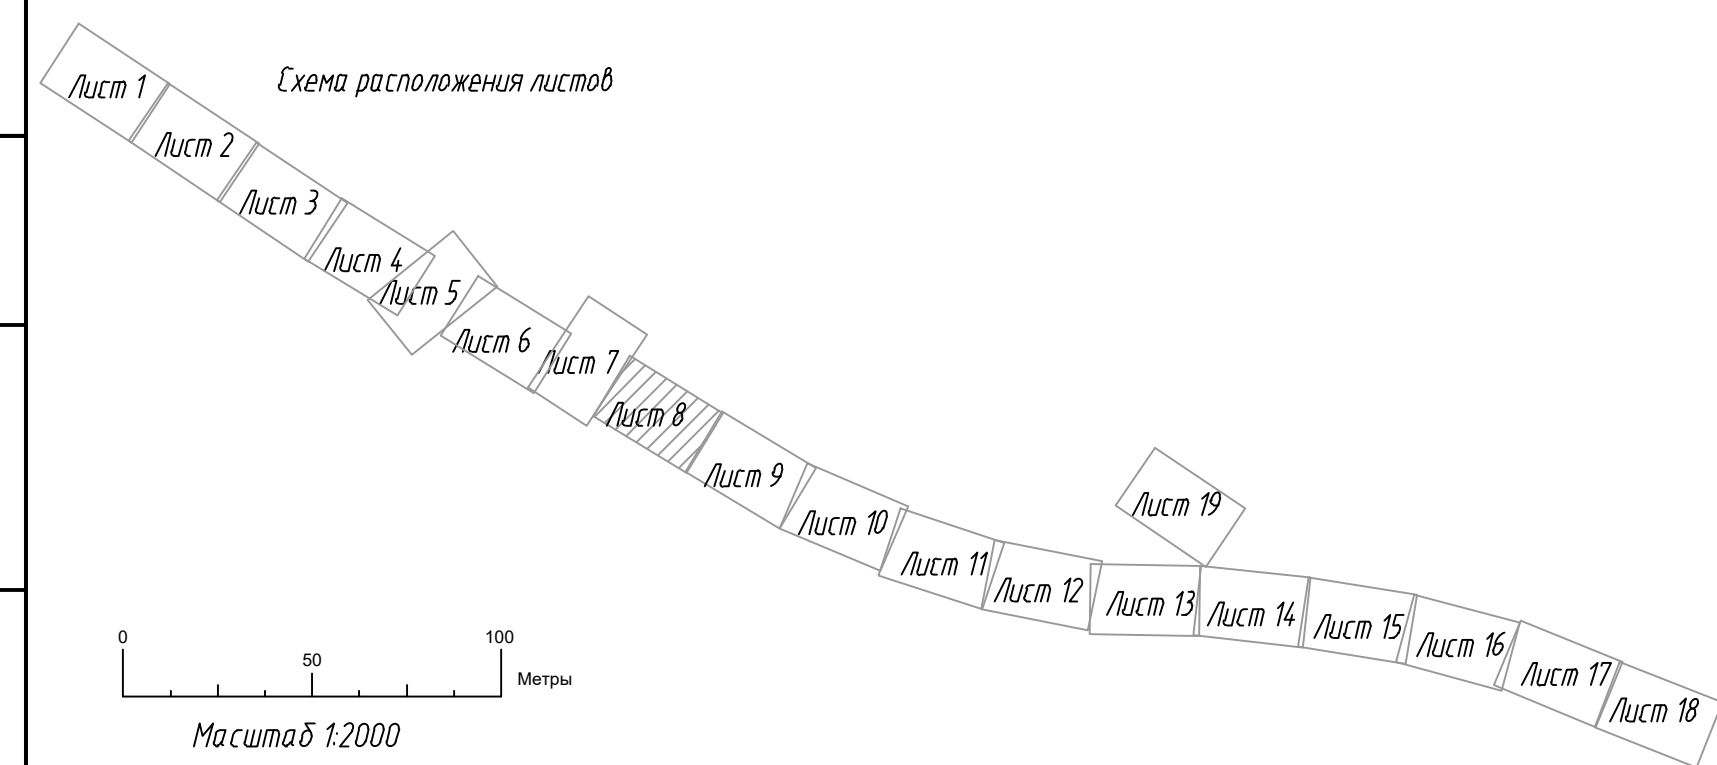 Схема расположения листов
Лист 1
Лист 2
Лист 3
Лист 4
Лист 5
Лист 6
Лист 7
Лист 8
Лист 9
Лист 10
Лист 11
Лист 12
Лист 13
Лист 14
Лист 15
Лист 16
Лист 17
Лист 18
Лист 19
0
50
100
Метры
Масштаб 1:2000